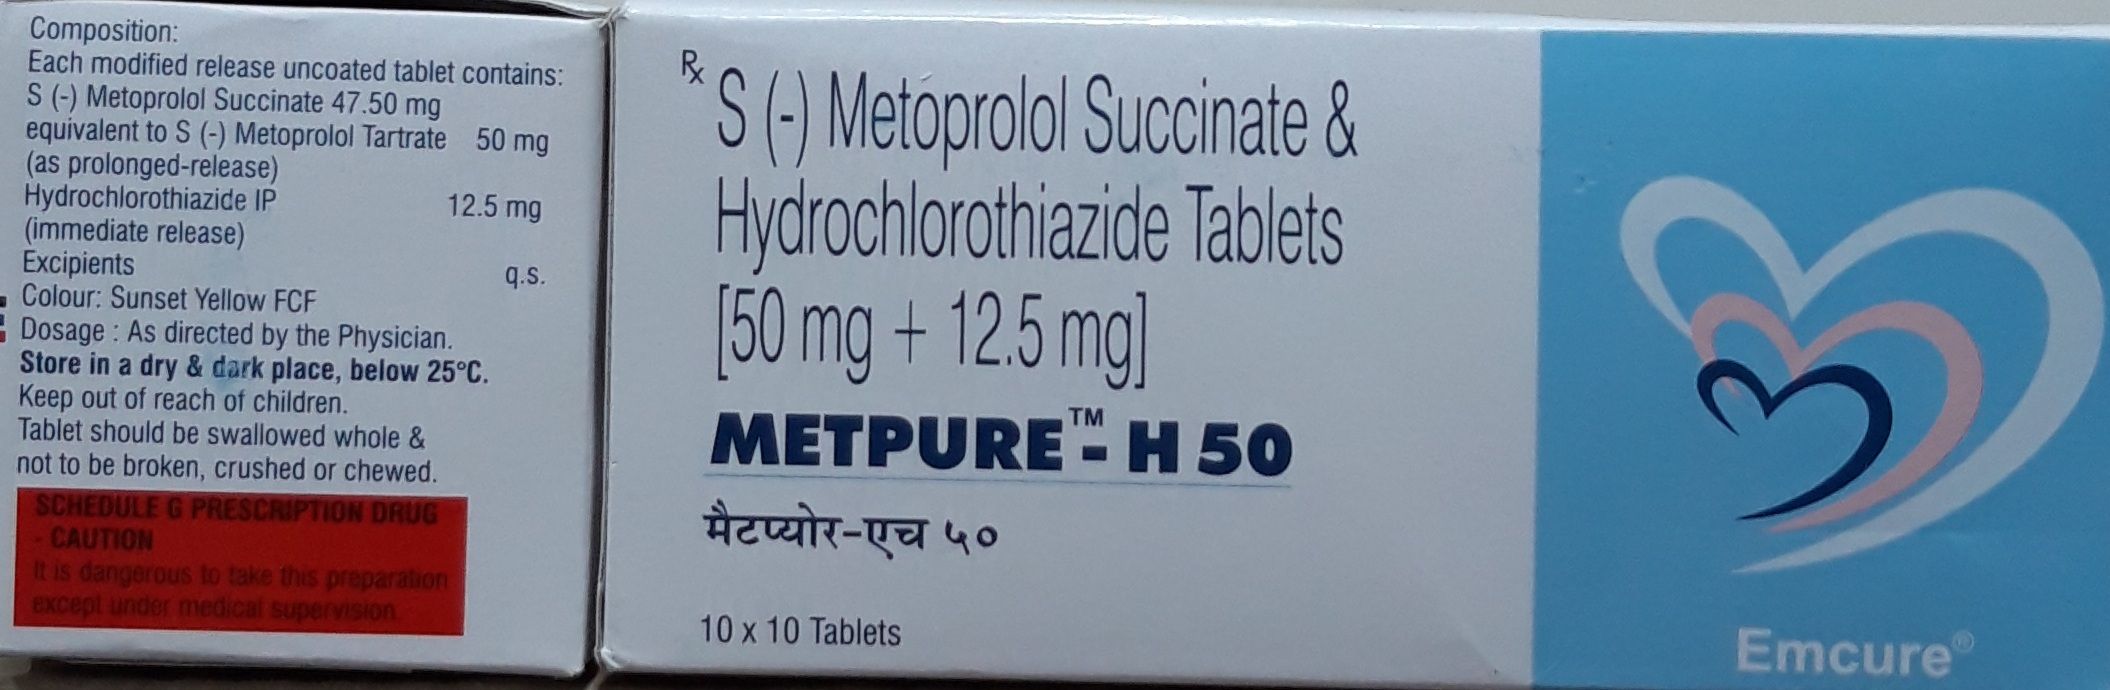 Composition:
Each modified release uncoated tablet contains:
S (-) Metoprolol Succinate 47.50 mg
equivalent to S (-) Metoprolol Tartrate 50 mg
(as prolonged-release)
Hydrochlorothiazide IP 12.5 mg
(immediate release)
Excipients q.s.
Colour: Sunset Yellow FCF
Dosage : As directed by the Physician.
Store in a dry & dark place, below 25°C.
Keep out of reach of children.
Tablet should be swallowed whole &
not to be broken, crushed or chewed.
SCHEDULE G PRESCRIPTION DRUG
- CAUTION
It is dangerous to take this preparation
except under medical supervision.
Rx
S (-) Metoprolol Succinate &
Hydrochlorothiazide Tablets
[50 mg + 12.5 mg]
METPURE™- H 50
मैटप्योर-एच ५०
10 x 10 Tablets
Emcure®